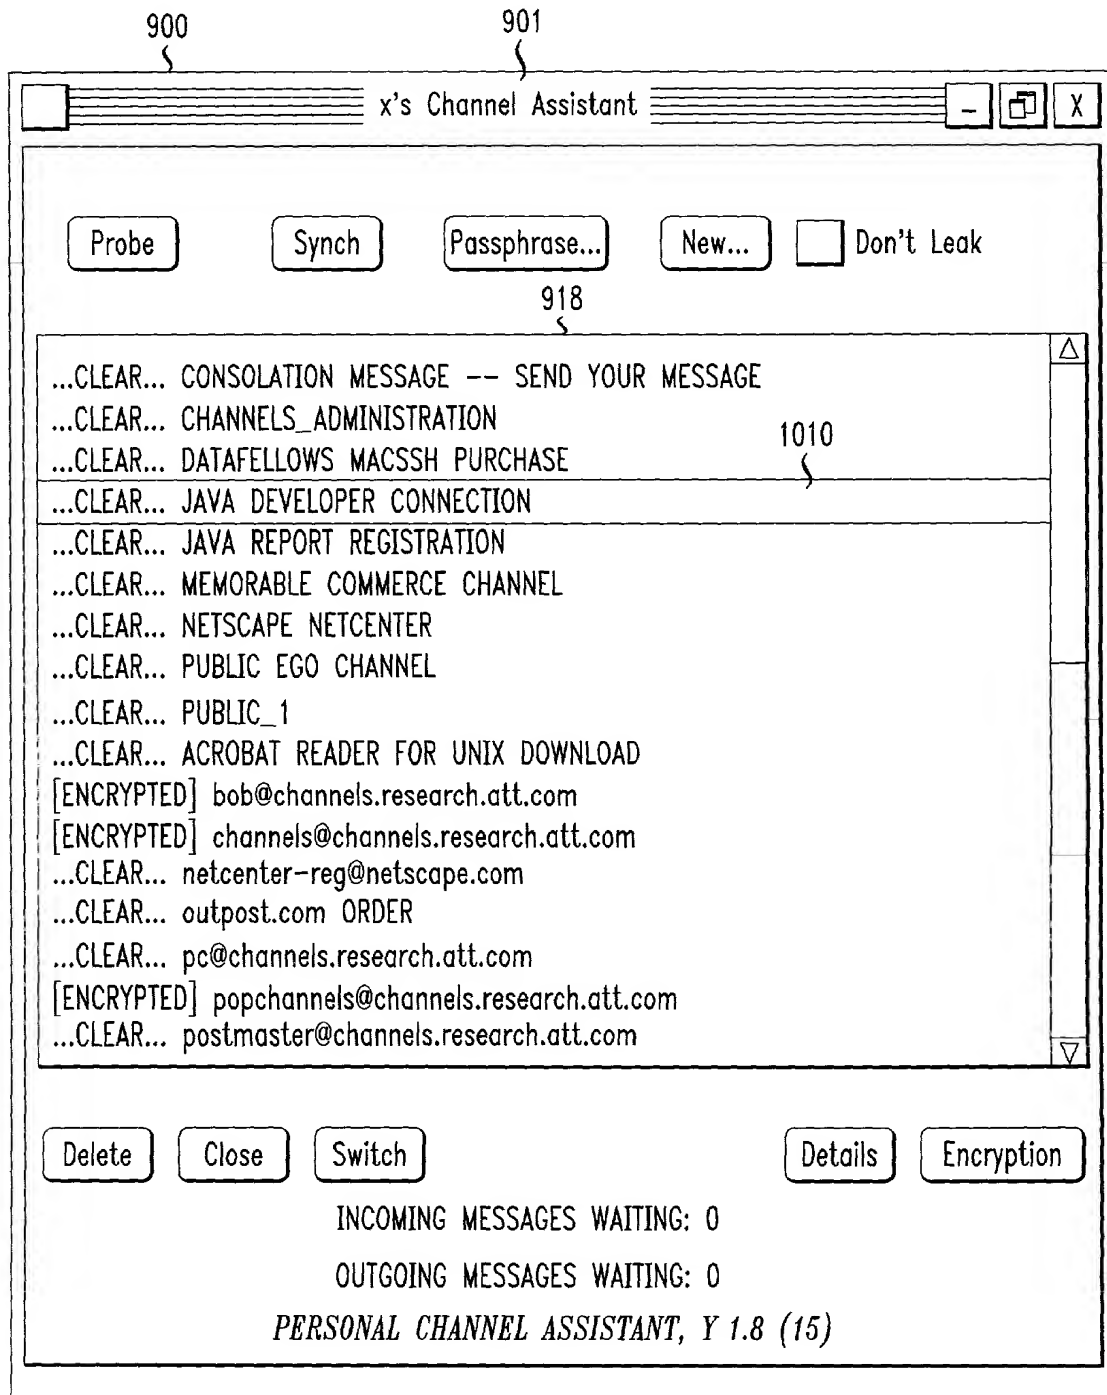 900 901
x's Channel Assistant – X
Probe Synch Passphrase... New... Don't Leak
918
...CLEAR... CONSOLATION MESSAGE -- SEND YOUR MESSAGE
...CLEAR... CHANNELS_ADMINISTRATION
1010
...CLEAR... DATAFELLOWS MACSSH PURCHASE
...CLEAR... JAVA DEVELOPER CONNECTION
...CLEAR... JAVA REPORT REGISTRATION
...CLEAR... MEMORABLE COMMERCE CHANNEL
...CLEAR... NETSCAPE NETCENTER
...CLEAR... PUBLIC EGO CHANNEL
...CLEAR... PUBLIC_1
...CLEAR... ACROBAT READER FOR UNIX DOWNLOAD
[ENCRYPTED] bob@channels.research.att.com
[ENCRYPTED] channels@channels.research.att.com
...CLEAR... netcenter-reg@netscape.com
...CLEAR... outpost.com ORDER
...CLEAR... pc@channels.research.att.com
[ENCRYPTED] popchannels@channels.research.att.com
...CLEAR... postmaster@channels.research.att.com
Delete Close Switch Details Encryption
INCOMING MESSAGES WAITING: 0
OUTGOING MESSAGES WAITING: 0
PERSONAL CHANNEL ASSISTANT, Y 1.8 (15)